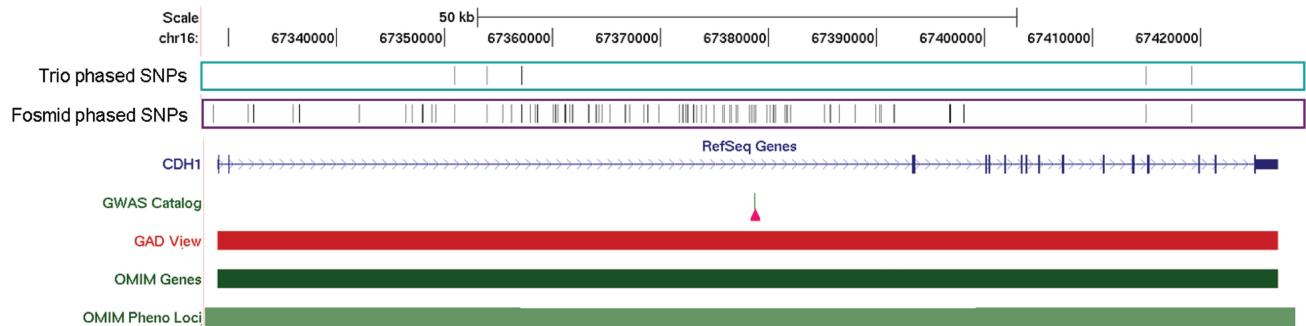 Scale 50 kb
chr16: 67340000 67350000 67360000 67370000 67380000 67390000 67400000 67410000 67420000
Trio phased SNPs
Fosmid phased SNPs
RefSeq Genes
CDH1
GWAS Catalog
GAD View
OMIM Genes
OMIM Pheno Loci